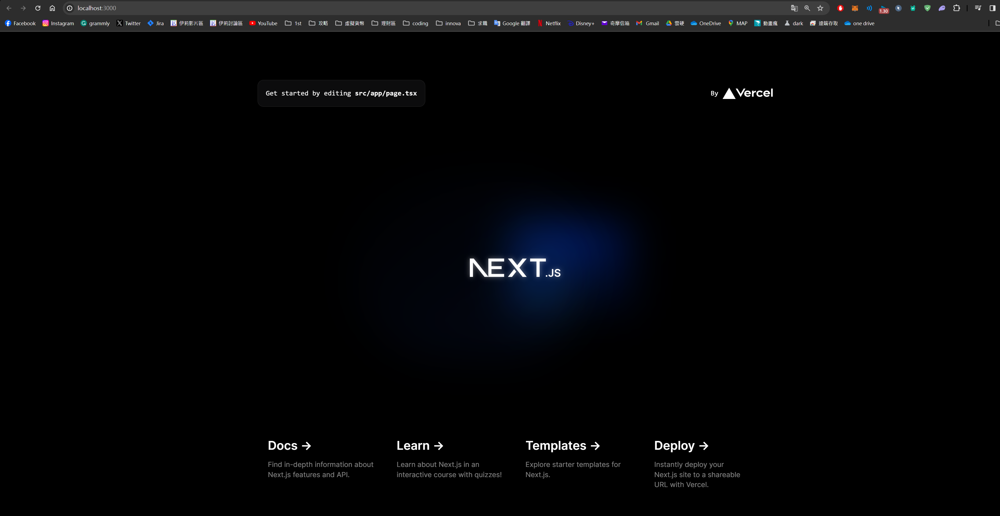 localhost:3000
1.30
Facebook Instagram grammly Twitter Jira 伊莉影片區 伊莉討論區 YouTube 1st 攻略 虛擬貨幣 理財區 coding innova 求職 Google 翻譯 Netflix Disney+ 奇摩信箱 Gmail 雲硬 OneDrive MAP 動畫瘋 dark 遠端存取 one drive
Get started by editing src/app/page.tsx
By Vercel
NEXT.JS
Docs →
Find in-depth information about
Next.js features and API.
Learn →
Learn about Next.js in an
interactive course with quizzes!
Templates →
Explore starter templates for
Next.js.
Deploy →
Instantly deploy your
Next.js site to a shareable
URL with Vercel.